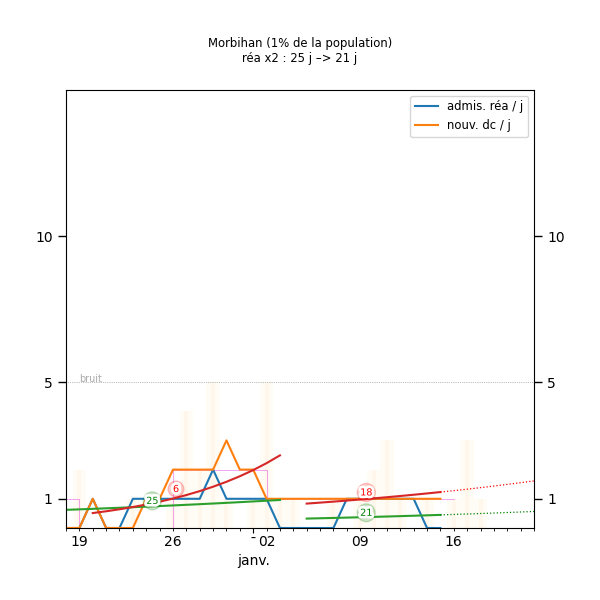 Morbihan (1% de la population)
réa x2 : 25 j –> 21 j
admis. réa / j
nouv. dc / j
10
10
5
5
bruit
6
18
25
21
1
1
19
26
02
09
16
janv.